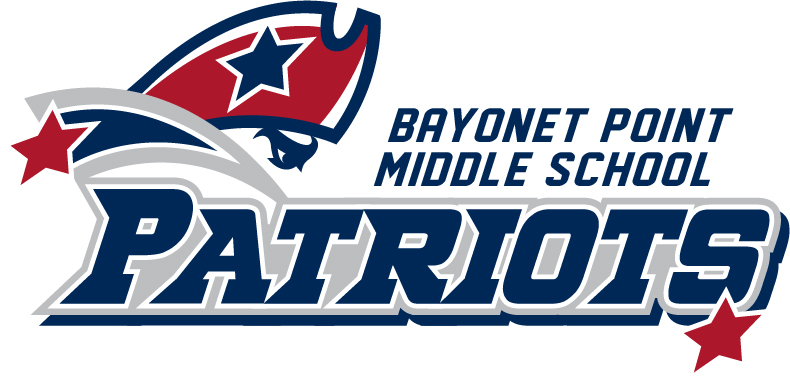 BAYONET POINT
MIDDLE SCHOOL
PATRIOTS